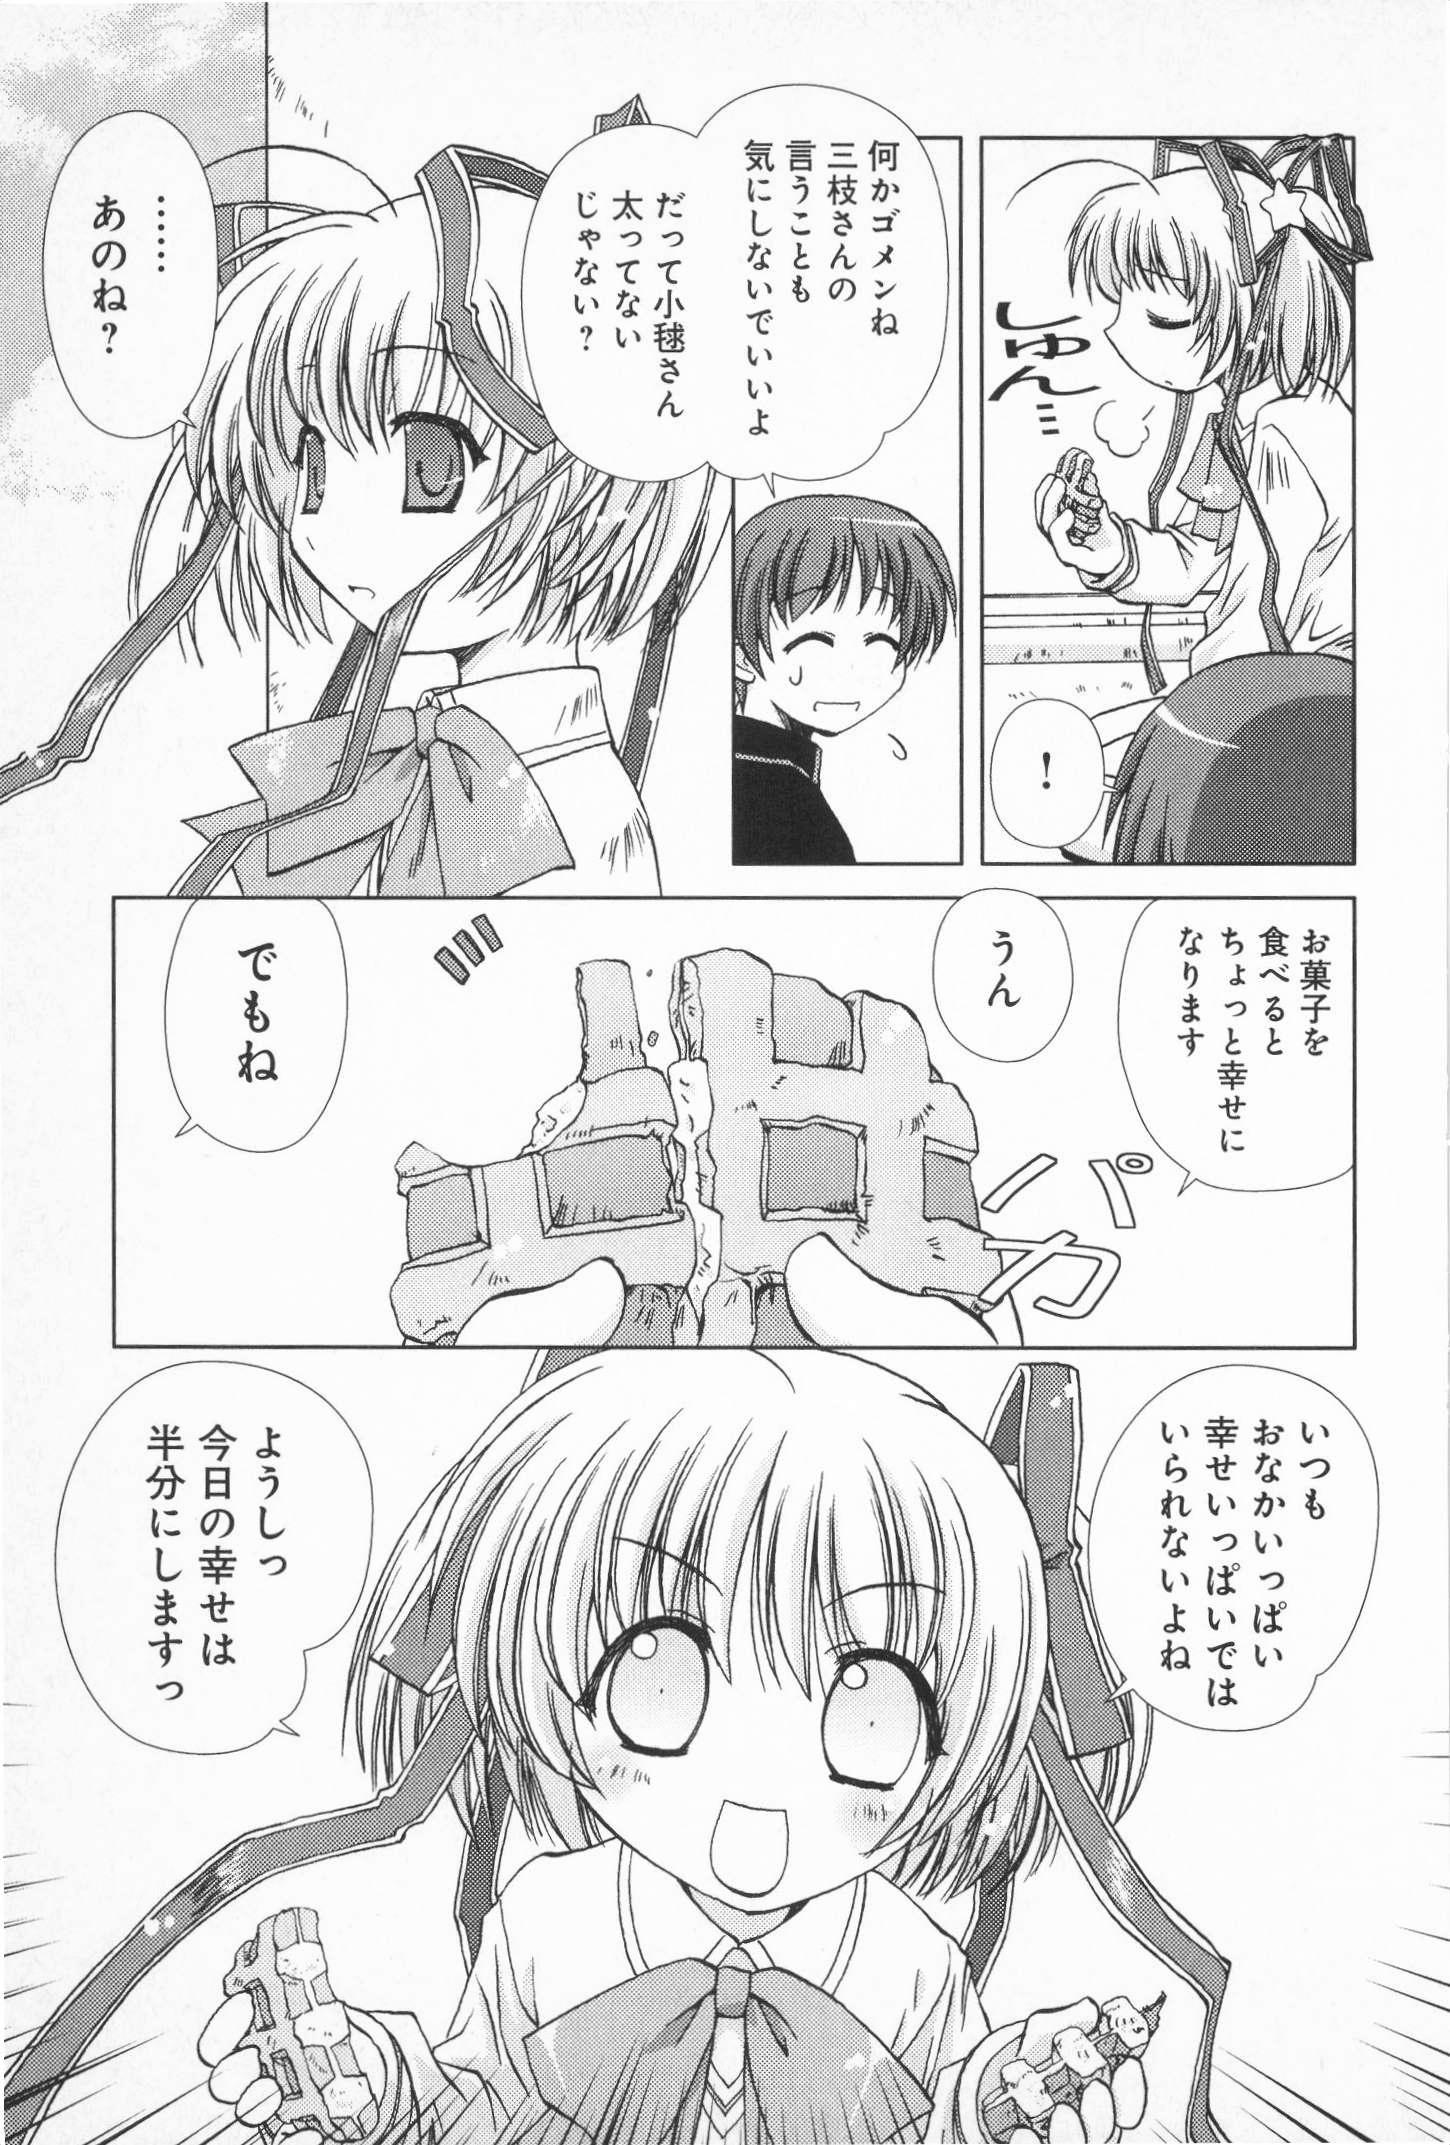 しゅん
！
何かゴメンね
三枝さんの
言うことも
気にしないでいいよ
だって小毬さん
太ってない
じゃない？
……
あのね？
お菓子を
食べると
ちょっと幸せに
なります
うん
パカ
でもね
いつも
おなかいっぱい
幸せいっぱいでは
いられないよね
ようしっ
今日の幸せは
半分にしますっ